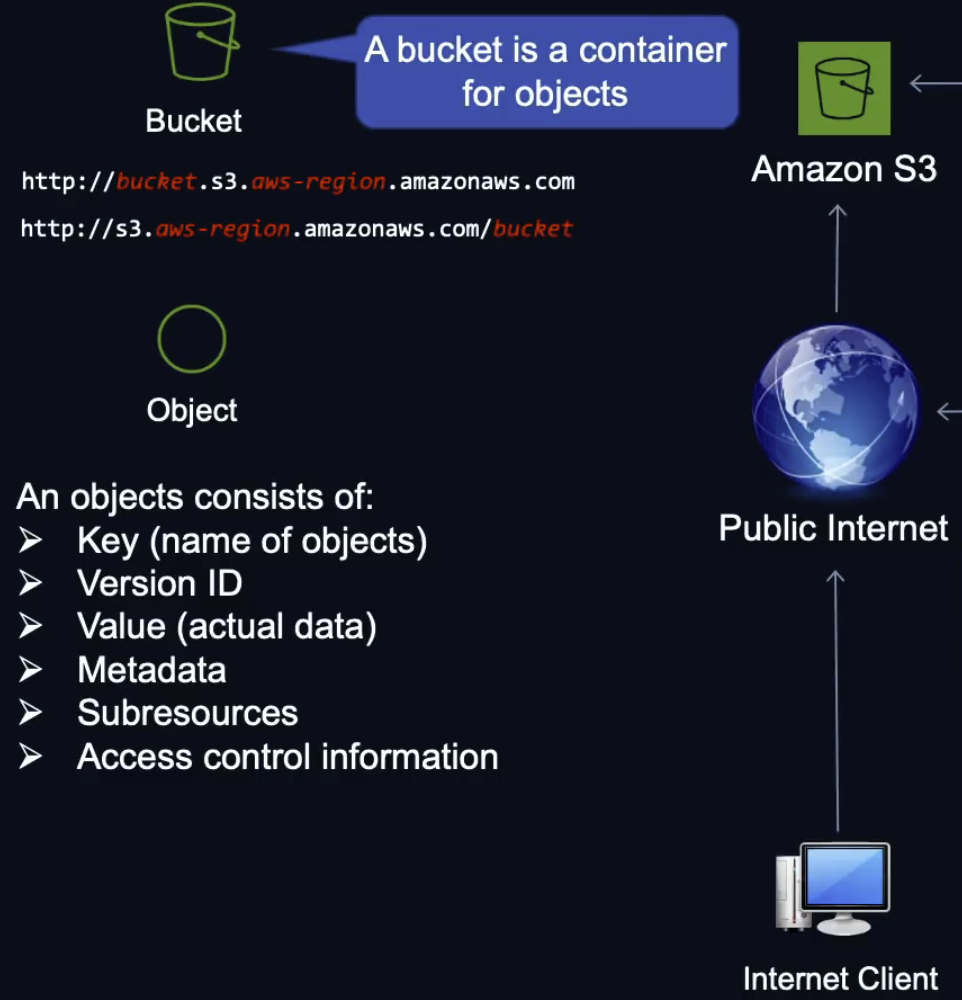 A bucket is a container
for objects
Bucket
Amazon S3
http://bucket.s3.aws-region.amazonaws.com
http://s3.aws-region.amazonaws.com/bucket
Object
An objects consists of:
➢ Key (name of objects)
➢ Version ID
➢ Value (actual data)
➢ Metadata
➢ Subresources
➢ Access control information
Public Internet
Internet Client